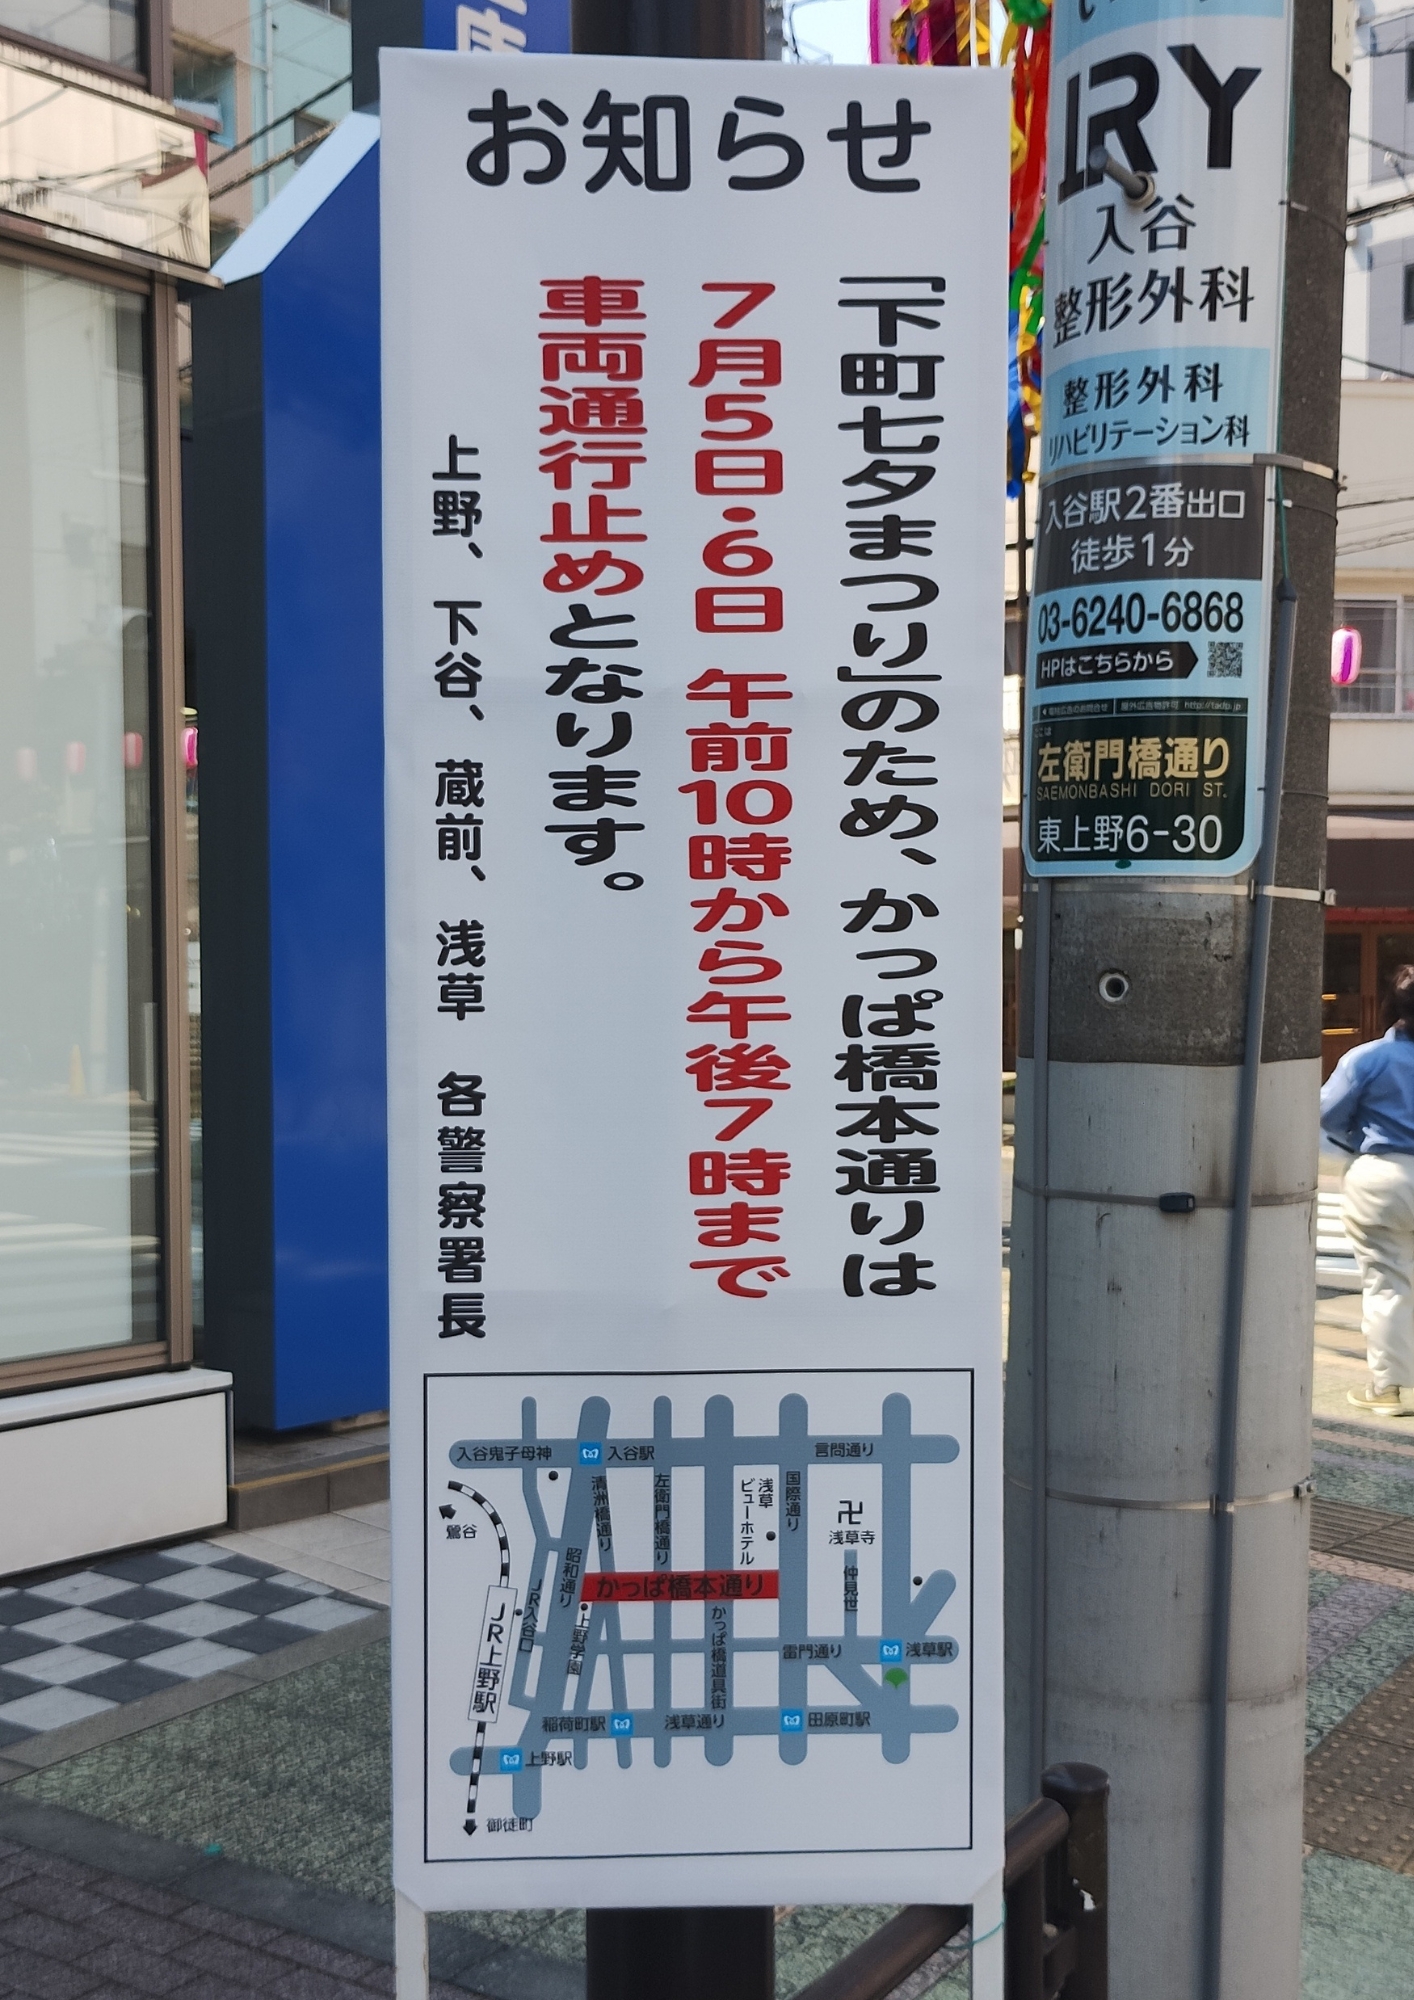 お知らせ
「下町七夕まつり」のため、かっぱ橋本通りは
7月5日・6日 午前10時から午後7時まで
車両通行止めとなります。
上野、下谷、蔵前、浅草 各警察署長
入谷鬼子母神
入谷駅
言問通り
清洲橋通り
左衛門橋通り
浅草
ビューホテル
国際通り
卍
浅草寺
鶯谷
昭和通り
かっぱ橋本通り
仲見世
JR入谷口
上野学園
かっぱ橋道具街
JR上野駅
雷門通り
浅草駅
稲荷町駅
浅草通り
田原町駅
上野駅
御徒町
入谷
整形外科
整形外科
リハビリテーション科
入谷駅2番出口
徒歩1分
03-6240-6868
HPはこちらから
ここは
左衛門橋通り
SAEMONBASHI DORI ST.
東上野6-30